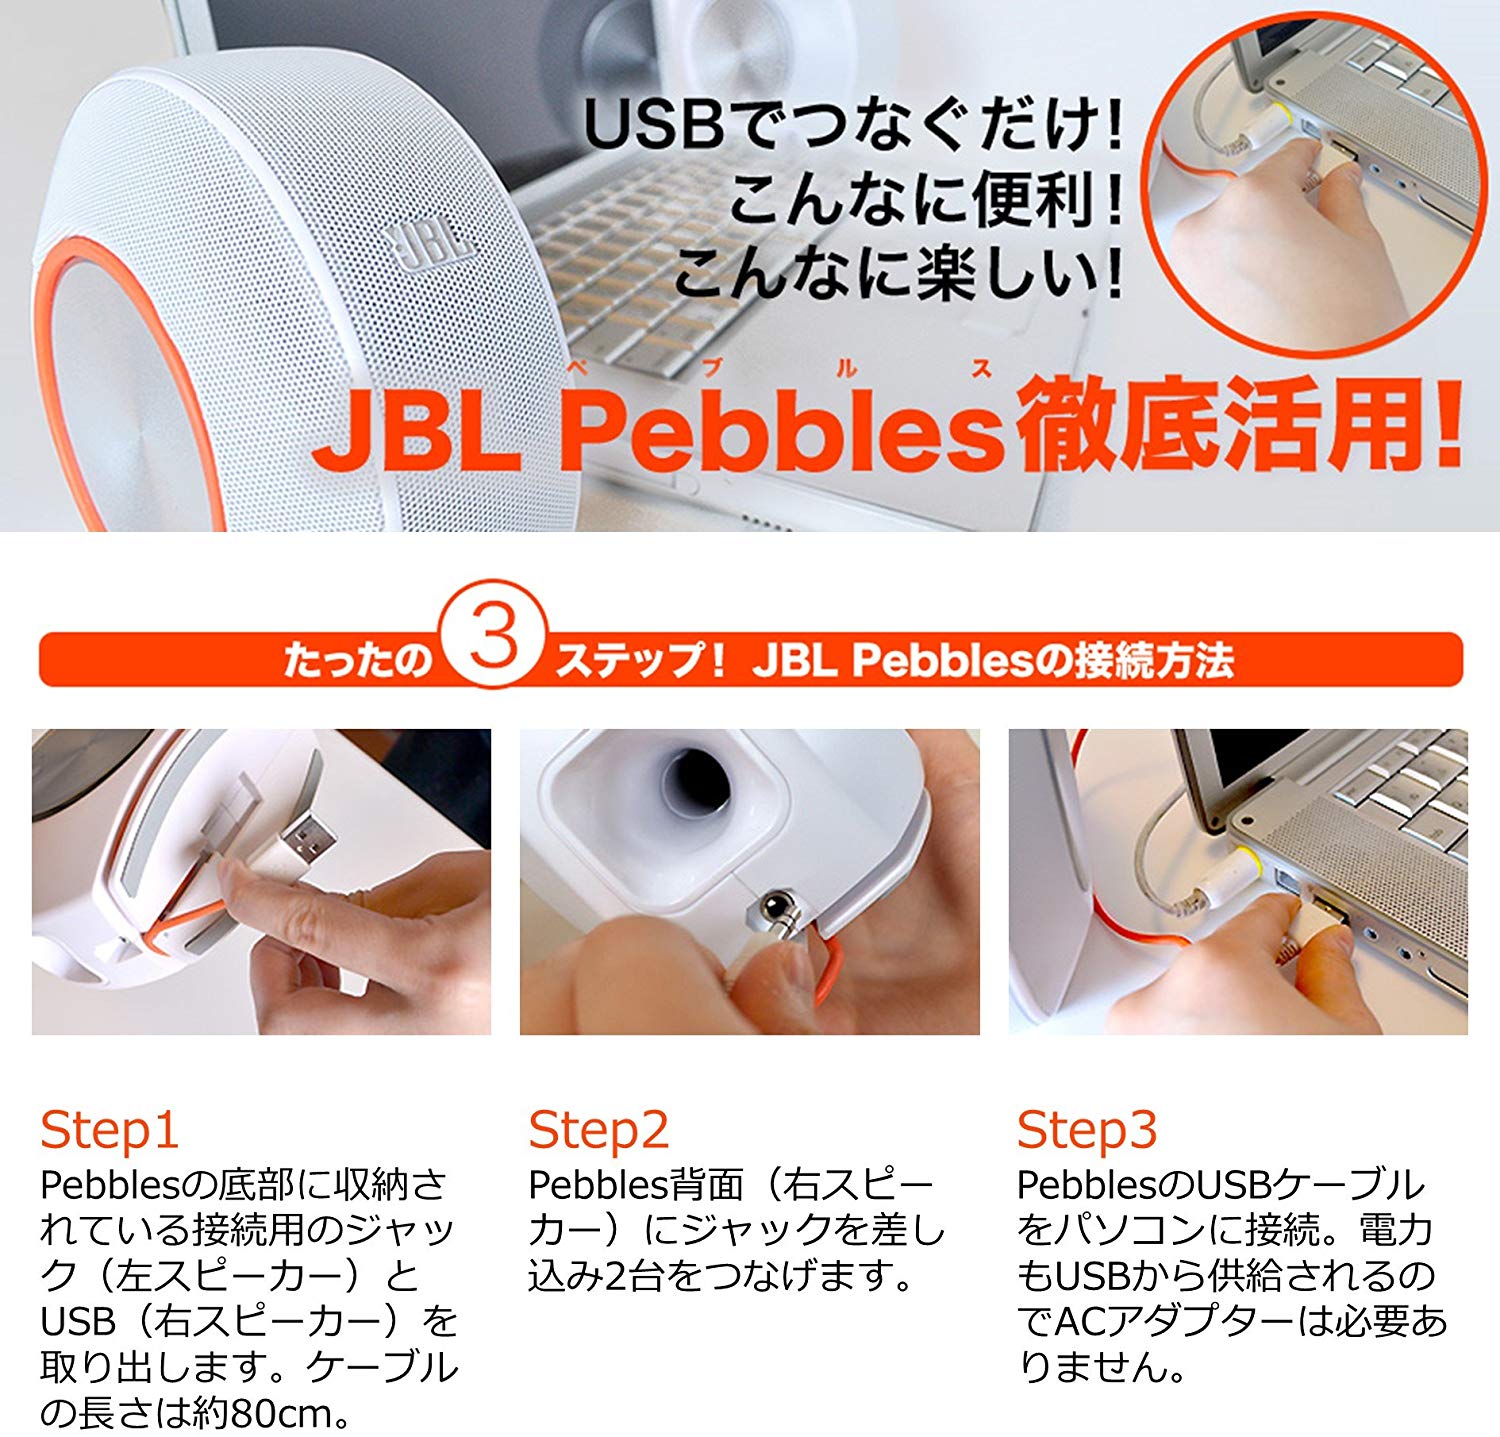 JBL
USBでつなぐだけ!
こんなに便利!
こんなに楽しい!
ペブルス
JBL Pebbles徹底活用!
たったの3ステップ! JBL Pebblesの接続方法
Step1
Pebblesの底部に収納さ
れている接続用のジャッ
ク（左スピーカー）と
USB（右スピーカー）を
取り出します。ケーブル
の長さは約80cm。
Step2
Pebbles背面（右スピー
カー）にジャックを差し
込み2台をつなげます。
Step3
PebblesのUSBケーブル
をパソコンに接続。電力
もUSBから供給されるの
でACアダプターは必要あ
りません。